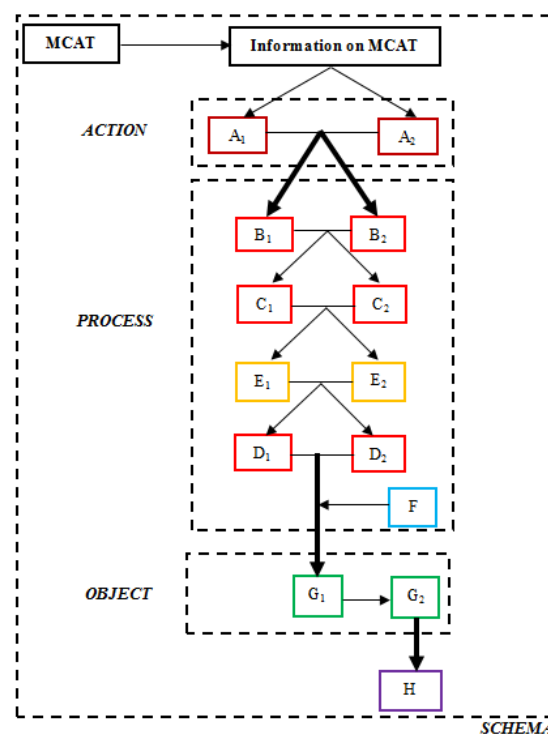 MCAT
Information on MCAT
ACTION
A₁
A₂
B₁
B₂
PROCESS
C₁
C₂
E₁
E₂
D₁
D₂
F
OBJECT
G₁
G₂
H
SCHEMA